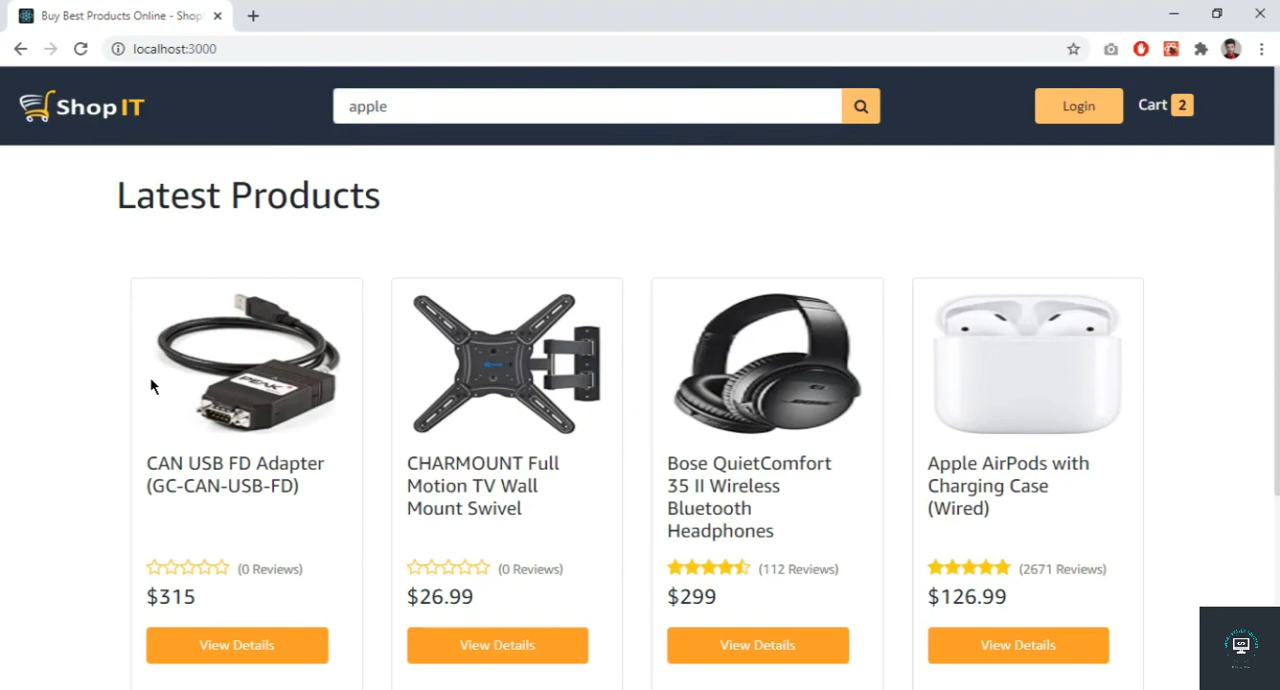 Buy Best Products Online - Shop
localhost:3000
ShopIT
apple
Login
Cart 2
Latest Products
PEAK
BOSE
CAN USB FD Adapter
(GC-CAN-USB-FD)
CHARMOUNT Full
Motion TV Wall
Mount Swivel
Bose QuietComfort
35 II Wireless
Bluetooth
Headphones
Apple AirPods with
Charging Case
(Wired)
(0 Reviews)
(0 Reviews)
(112 Reviews)
(2671 Reviews)
$315
$26.99
$299
$126.99
View Details
View Details
View Details
View Details